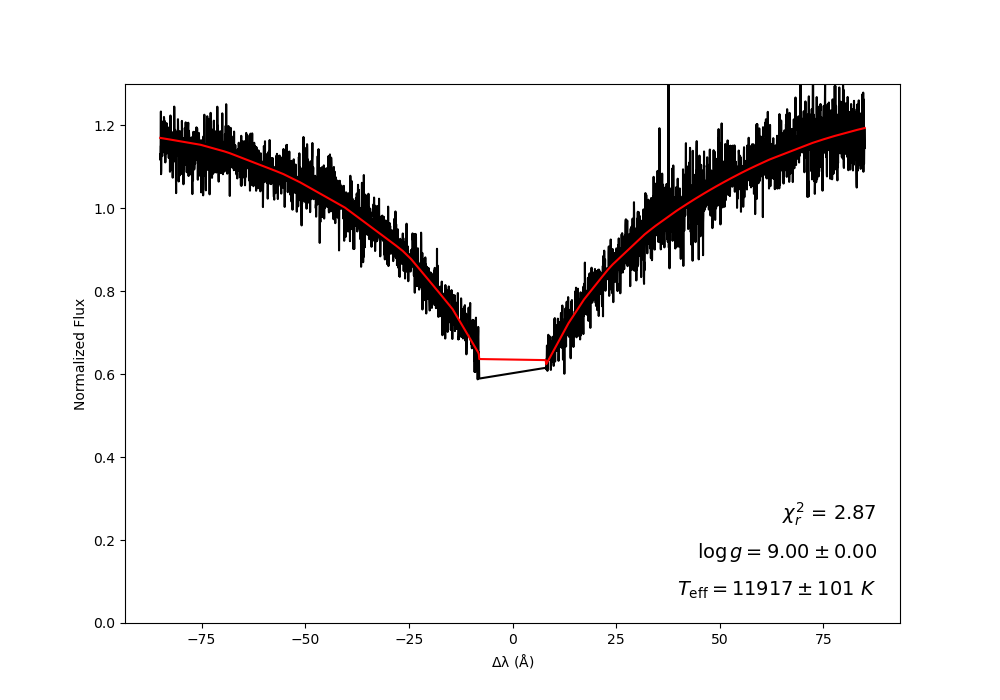 1.2
1.0
0.8
0.6
0.4
0.2
0.0
Normalized Flux
χ²ᵣ = 2.87
log g = 9.00 ± 0.00
T_eff = 11917 ± 101 K
−75 −50 −25 0 25 50 75
Δλ (Å)